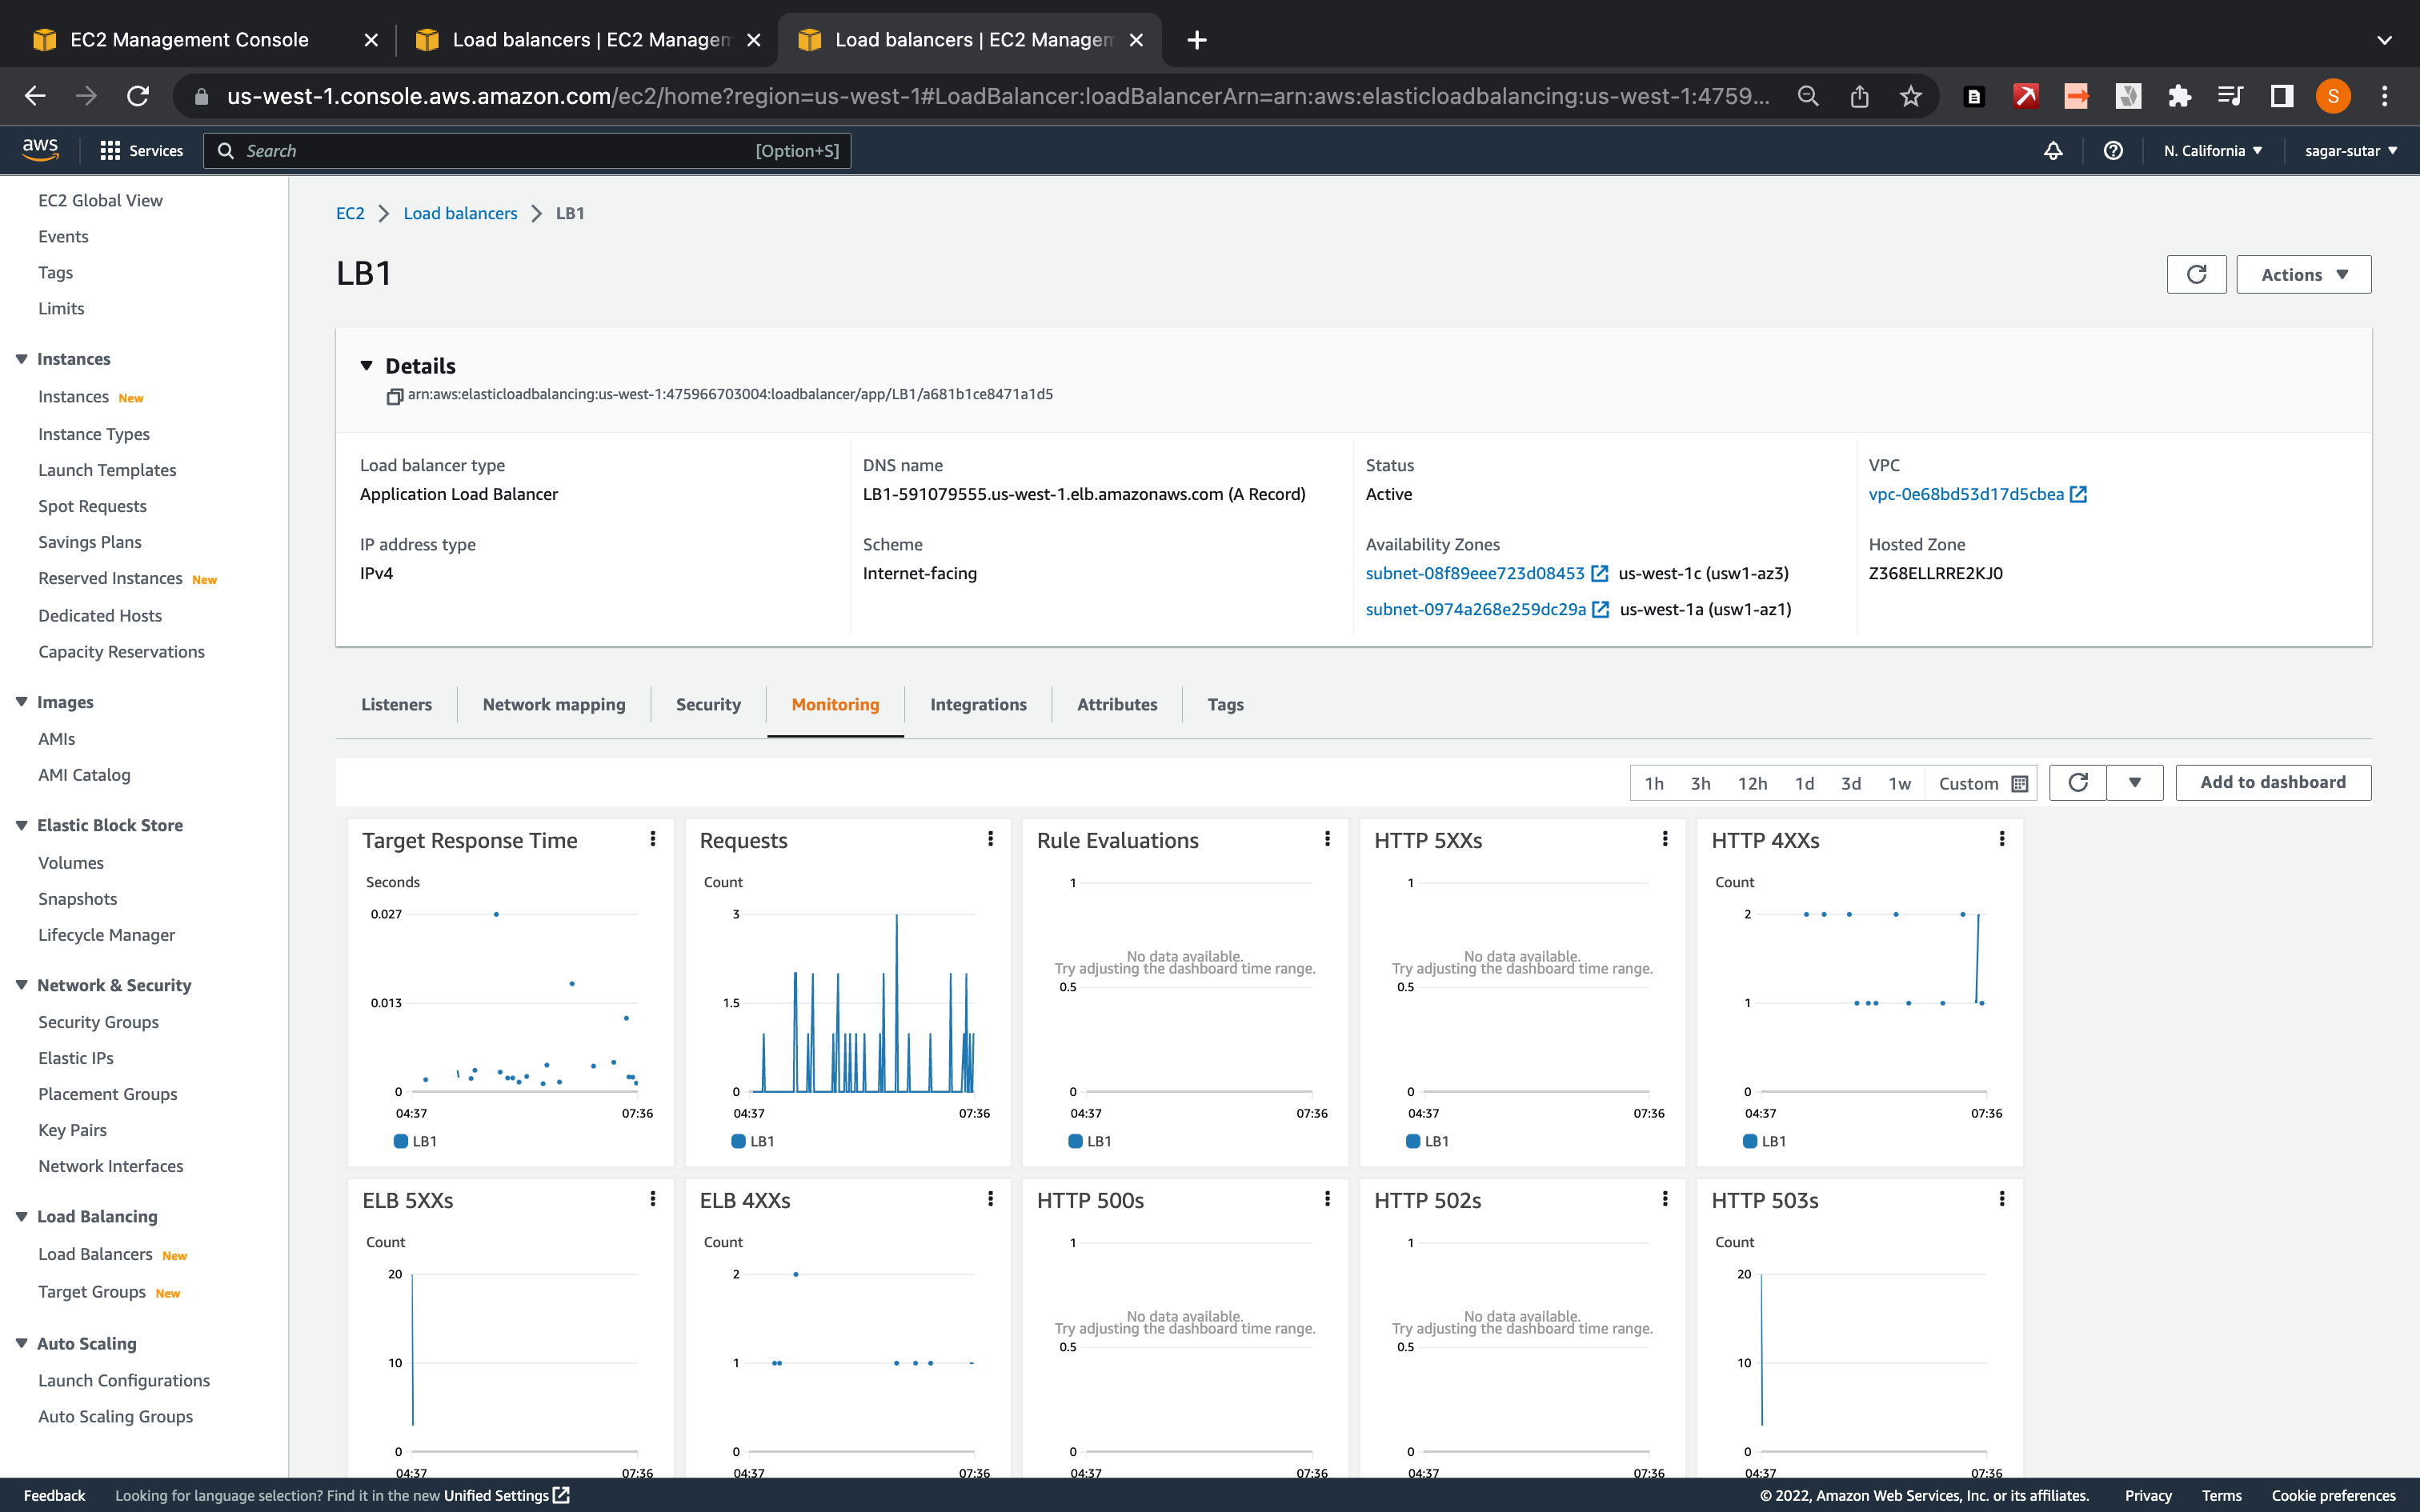 EC2 Management Console
Load balancers | EC2 Managem
Load balancers | EC2 Managem
us-west-1.console.aws.amazon.com/ec2/home?region=us-west-1#LoadBalancer:loadBalancerArn=arn:aws:elasticloadbalancing:us-west-1:4759...
S
aws
Services
Search
[Option+S]
N. California
sagar-sutar
EC2 Global View
Events
Tags
Limits
Instances
Instances New
Instance Types
Launch Templates
Spot Requests
Savings Plans
Reserved Instances New
Dedicated Hosts
Capacity Reservations
Images
AMIs
AMI Catalog
Elastic Block Store
Volumes
Snapshots
Lifecycle Manager
Network & Security
Security Groups
Elastic IPs
Placement Groups
Key Pairs
Network Interfaces
Load Balancing
Load Balancers New
Target Groups New
Auto Scaling
Launch Configurations
Auto Scaling Groups
EC2 > Load balancers > LB1
LB1
Actions
Details
arn:aws:elasticloadbalancing:us-west-1:475966703004:loadbalancer/app/LB1/a681b1ce8471a1d5
Load balancer type
Application Load Balancer
IP address type
IPv4
DNS name
LB1-591079555.us-west-1.elb.amazonaws.com (A Record)
Scheme
Internet-facing
Status
Active
Availability Zones
subnet-08f89eee723d08453 us-west-1c (usw1-az3)
subnet-0974a268e259dc29a us-west-1a (usw1-az1)
VPC
vpc-0e68bd53d17d5cbea
Hosted Zone
Z368ELLRRE2KJ0
Listeners
Network mapping
Security
Monitoring
Integrations
Attributes
Tags
1h 3h 12h 1d 3d 1w Custom
Add to dashboard
Target Response Time
Seconds
0.027
0.013
0
04:37 07:36
LB1
Requests
Count
3
1.5
0
04:37 07:36
LB1
Rule Evaluations
1
No data available.
Try adjusting the dashboard time range.
0.5
0
04:37 07:36
LB1
HTTP 5XXs
1
No data available.
Try adjusting the dashboard time range.
0.5
0
04:37 07:36
LB1
HTTP 4XXs
Count
2
1
0
04:37 07:36
LB1
ELB 5XXs
Count
20
10
0
04:37 07:36
ELB 4XXs
Count
2
1
0
04:37 07:36
HTTP 500s
1
No data available.
Try adjusting the dashboard time range.
0.5
0
04:37 07:36
HTTP 502s
1
No data available.
Try adjusting the dashboard time range.
0.5
0
04:37 07:36
HTTP 503s
Count
20
10
0
04:37 07:36
Feedback
Looking for language selection? Find it in the new Unified Settings
© 2022, Amazon Web Services, Inc. or its affiliates.
Privacy
Terms
Cookie preferences